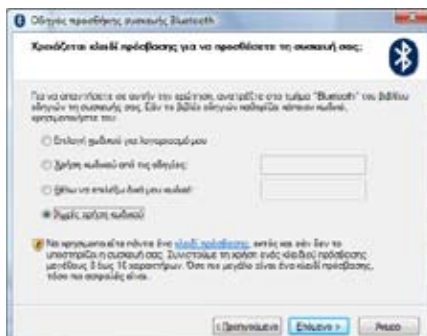 Οδηγός προσθήκης συσκευής Bluetooth
Χρειάζεται κλειδί πρόσβασης για να προσθέσετε τη συσκευή σας;
Για να απαντήσετε σε αυτήν την ερώτηση, ανατρέξτε στο τμήμα "Bluetooth" του βιβλίου
οδηγιών της συσκευής σας. Εάν το βιβλίο οδηγιών καθορίζει κάποιον κωδικό,
χρησιμοποιήστε τον.
Επιλογή κωδικού για λογαριασμό μου
Χρήση κωδικού από τις οδηγίες:
Θέλω να επιλέξω δικό μου κωδικό:
Χωρίς χρήση κωδικού
Να χρησιμοποιείτε πάντα ένα κλειδί πρόσβασης, εκτός και εάν δεν το
υποστηρίζει η συσκευή σας. Συνιστούμε τη χρήση ενός κλειδιού πρόσβασης
μεγέθους 8 έως 16 χαρακτήρων. Όσο πιο μεγάλο είναι ένα κλειδί πρόσβασης,
τόσο πιο ασφαλές είναι.
< Προηγούμενο Επόμενο > Άκυρο